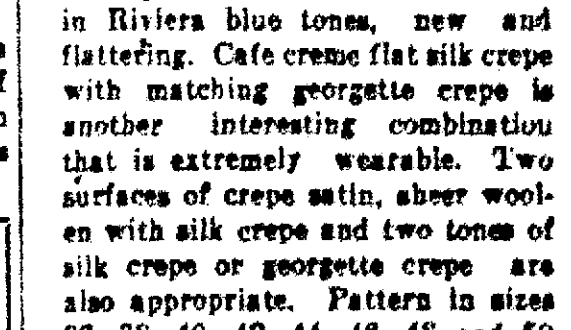 in Riviera blue tones, new and
flattering. Cafe creme flat silk crepe
with matching georgette crepe is
another interesting combination
that is extremely wearable. Two
surfaces of crepe satin, sheer wool-
en with silk crepe and two tones of
silk crepe or georgette crepe are
also appropriate. Pattern in sizes